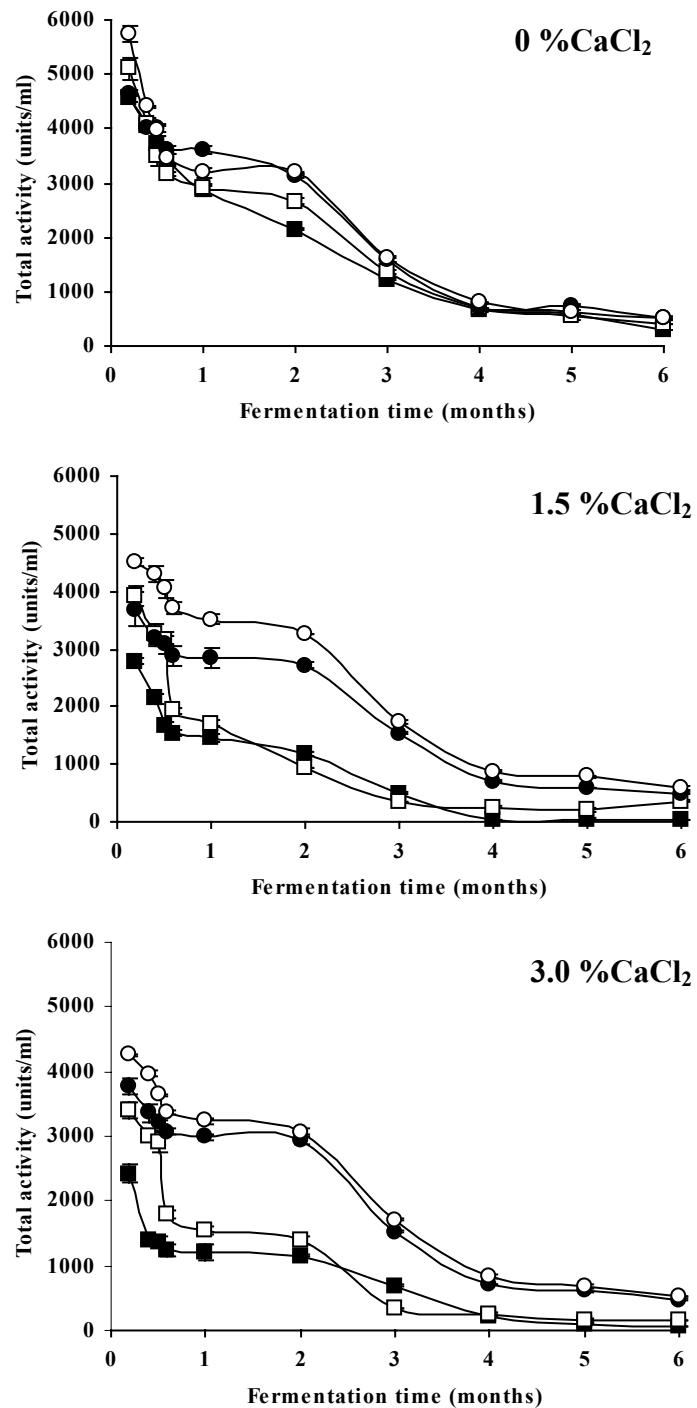 0 %CaCl2
Total activity (units/ml)
6000
5000
4000
3000
2000
1000
0
0 1 2 3 4 5 6
Fermentation time (months)
1.5 %CaCl2
Total activity (units/ml)
6000
5000
4000
3000
2000
1000
0
0 1 2 3 4 5 6
Fermentation time (months)
3.0 %CaCl2
Total activity (units/ml)
6000
5000
4000
3000
2000
1000
0
0 1 2 3 4 5 6
Fermentation time (months)